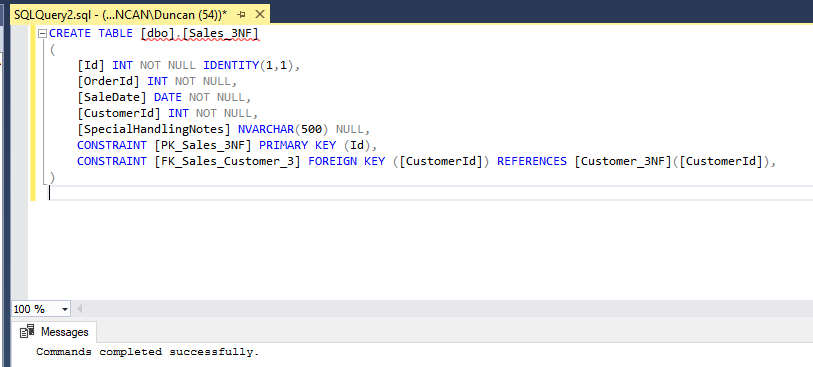 SQLQuery2.sql - (...NCAN\Duncan (54))*
CREATE TABLE [dbo].[Sales_3NF]
(
[Id] INT NOT NULL IDENTITY(1,1),
[OrderId] INT NOT NULL,
[SaleDate] DATE NOT NULL,
[CustomerId] INT NOT NULL,
[SpecialHandlingNotes] NVARCHAR(500) NULL,
CONSTRAINT [PK_Sales_3NF] PRIMARY KEY (Id),
CONSTRAINT [FK_Sales_Customer_3] FOREIGN KEY ([CustomerId]) REFERENCES [Customer_3NF]([CustomerId]),
)
100 %
Messages
Commands completed successfully.